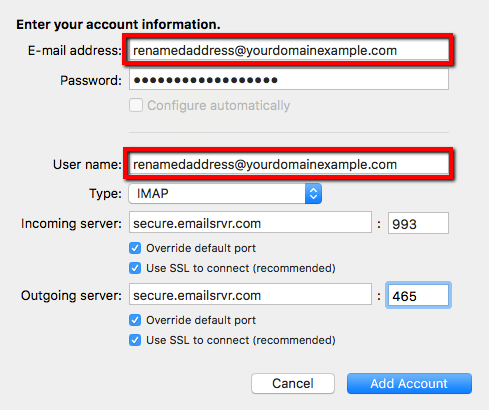 Enter your account information.
E-mail address: renamedaddress@yourdomainexample.com
Password: ••••••••••••••••••
Configure automatically
User name: renamedaddress@yourdomainexample.com
Type: IMAP
Incoming server: secure.emailsrvr.com : 993
Override default port
Use SSL to connect (recommended)
Outgoing server: secure.emailsrvr.com : 465
Override default port
Use SSL to connect (recommended)
Cancel Add Account